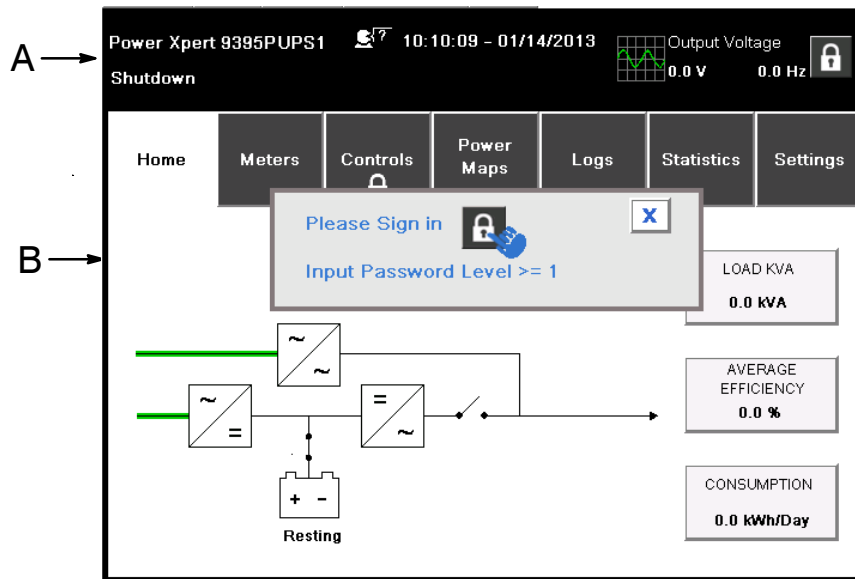 A
Power Xpert 9395PUPS1
? 10:10:09 - 01/14/2013
Output Voltage
Shutdown
0.0 V 0.0 Hz
Home
Meters
Controls
Power
Maps
Logs
Statistics
Settings
B
Please Sign in
X
Input Password Level >= 1
LOAD KVA
0.0 kVA
~
~
AVERAGE
EFFICIENCY
0.0 %
~
=
=
~
CONSUMPTION
0.0 kWh/Day
+ -
Resting